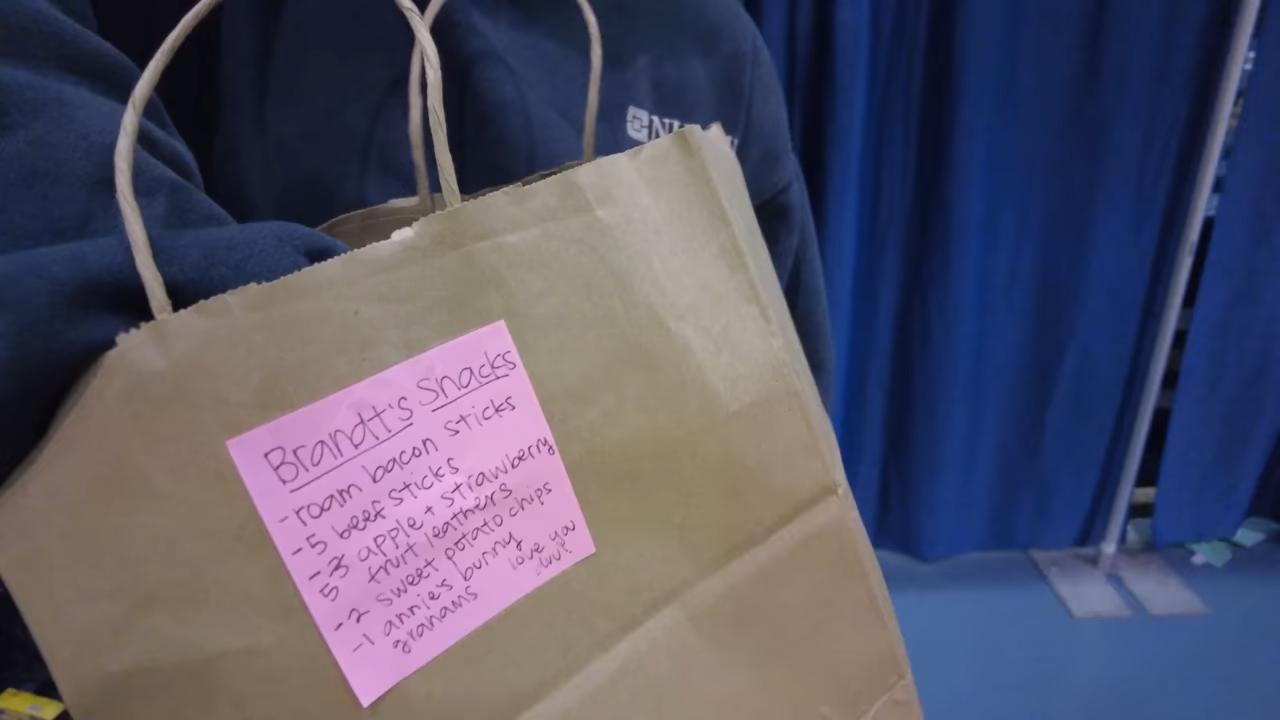 Brandt's Snacks
- roam bacon sticks
- 5 beef sticks
- 3 apple + strawberry
5 fruit leathers
- 2 sweet potato chips
- 1 annie's bunny
grahams
love you